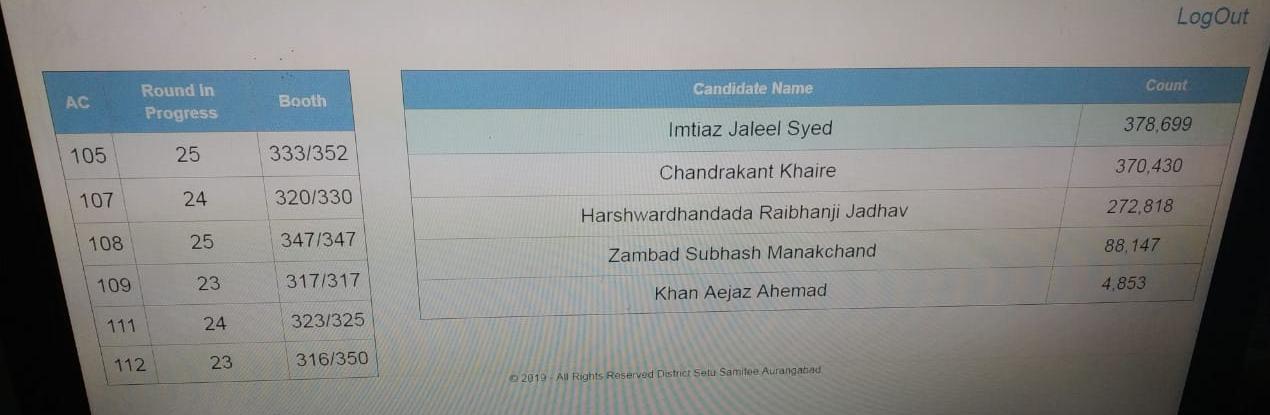 LogOut
AC Round In Progress Booth
105 25 333/352
107 24 320/330
108 25 347/347
109 23 317/317
111 24 323/325
112 23 316/350
Candidate Name Count
Imtiaz Jaleel Syed 378,699
Chandrakant Khaire 370,430
Harshwardhandada Raibhanji Jadhav 272,818
Zambad Subhash Manakchand 88,147
Khan Aejaz Ahemad 4,853
© 2019 - All Rights Reserved District Setu Samitee Aurangabad